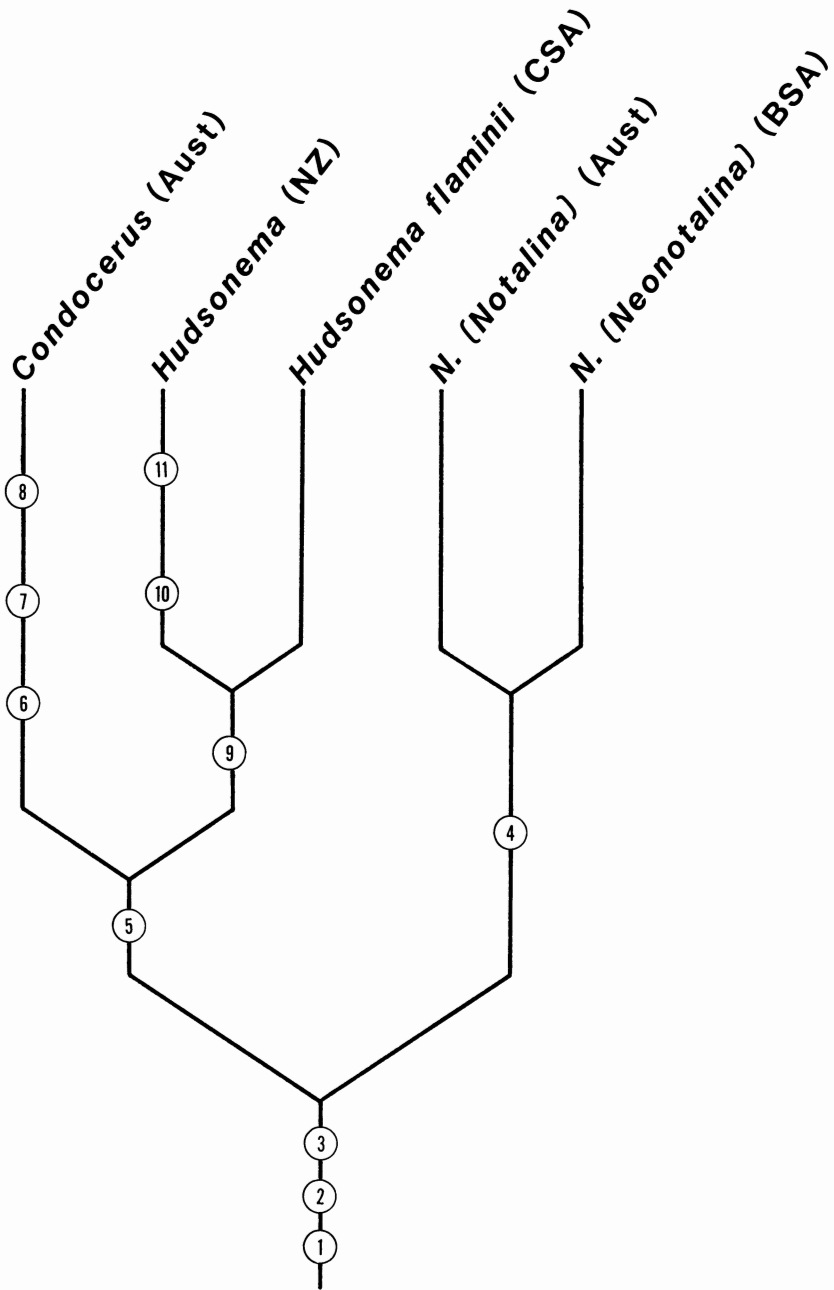 Condocerus (Aust)
Hudsonema (NZ)
Hudsonema flaminii (CSA)
N. (Notalina) (Aust)
N. (Neonotalina) (BSA)
8
11
7
10
6
9
4
5
3
2
1